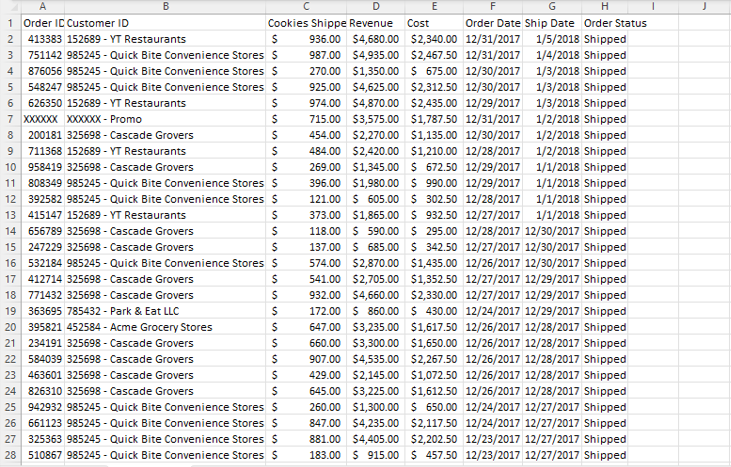 A B C D E F G H I J
1 Order ID Customer ID Cookies Shippe Revenue Cost Order Date Ship Date Order Status
2 413383 152689 - YT Restaurants $ 936.00 $4,680.00 $2,340.00 12/31/2017 1/5/2018 Shipped
3 751142 985245 - Quick Bite Convenience Stores $ 987.00 $4,935.00 $2,467.50 12/31/2017 1/4/2018 Shipped
4 876056 985245 - Quick Bite Convenience Stores $ 270.00 $1,350.00 $ 675.00 12/30/2017 1/3/2018 Shipped
5 548247 985245 - Quick Bite Convenience Stores $ 925.00 $4,625.00 $2,312.50 12/30/2017 1/3/2018 Shipped
6 626350 152689 - YT Restaurants $ 974.00 $4,870.00 $2,435.00 12/29/2017 1/3/2018 Shipped
7 XXXXXX XXXXXX - Promo $ 715.00 $3,575.00 $1,787.50 12/31/2017 1/2/2018 Shipped
8 200181 325698 - Cascade Grovers $ 454.00 $2,270.00 $1,135.00 12/30/2017 1/2/2018 Shipped
9 711368 152689 - YT Restaurants $ 484.00 $2,420.00 $1,210.00 12/28/2017 1/2/2018 Shipped
10 958419 325698 - Cascade Grovers $ 269.00 $1,345.00 $ 672.50 12/29/2017 1/1/2018 Shipped
11 808349 985245 - Quick Bite Convenience Stores $ 396.00 $1,980.00 $ 990.00 12/29/2017 1/1/2018 Shipped
12 392582 985245 - Quick Bite Convenience Stores $ 121.00 $ 605.00 $ 302.50 12/28/2017 1/1/2018 Shipped
13 415147 152689 - YT Restaurants $ 373.00 $1,865.00 $ 932.50 12/27/2017 1/1/2018 Shipped
14 656789 325698 - Cascade Grovers $ 118.00 $ 590.00 $ 295.00 12/28/2017 12/30/2017 Shipped
15 247229 325698 - Cascade Grovers $ 137.00 $ 685.00 $ 342.50 12/27/2017 12/30/2017 Shipped
16 532184 985245 - Quick Bite Convenience Stores $ 574.00 $2,870.00 $1,435.00 12/26/2017 12/30/2017 Shipped
17 412714 325698 - Cascade Grovers $ 541.00 $2,705.00 $1,352.50 12/27/2017 12/29/2017 Shipped
18 771432 325698 - Cascade Grovers $ 932.00 $4,660.00 $2,330.00 12/27/2017 12/29/2017 Shipped
19 363695 785432 - Park & Eat LLC $ 172.00 $ 860.00 $ 430.00 12/24/2017 12/29/2017 Shipped
20 395821 452584 - Acme Grocery Stores $ 647.00 $3,235.00 $1,617.50 12/26/2017 12/28/2017 Shipped
21 234191 325698 - Cascade Grovers $ 660.00 $3,300.00 $1,650.00 12/26/2017 12/28/2017 Shipped
22 584039 325698 - Cascade Grovers $ 907.00 $4,535.00 $2,267.50 12/26/2017 12/28/2017 Shipped
23 463601 325698 - Cascade Grovers $ 429.00 $2,145.00 $1,072.50 12/26/2017 12/28/2017 Shipped
24 826310 325698 - Cascade Grovers $ 645.00 $3,225.00 $1,612.50 12/26/2017 12/28/2017 Shipped
25 942932 985245 - Quick Bite Convenience Stores $ 260.00 $1,300.00 $ 650.00 12/24/2017 12/27/2017 Shipped
26 661123 985245 - Quick Bite Convenience Stores $ 847.00 $4,235.00 $2,117.50 12/24/2017 12/27/2017 Shipped
27 325363 985245 - Quick Bite Convenience Stores $ 881.00 $4,405.00 $2,202.50 12/23/2017 12/27/2017 Shipped
28 510867 985245 - Quick Bite Convenience Stores $ 183.00 $ 915.00 $ 457.50 12/23/2017 12/27/2017 Shipped